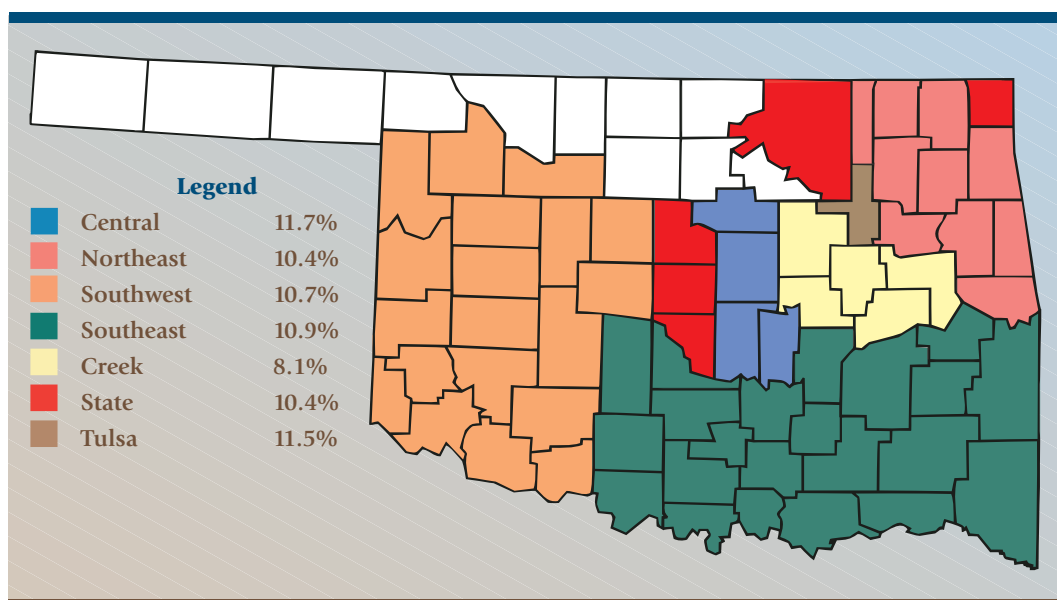 Legend
Central 11.7%
Northeast 10.4%
Southwest 10.7%
Southeast 10.9%
Creek 8.1%
State 10.4%
Tulsa 11.5%